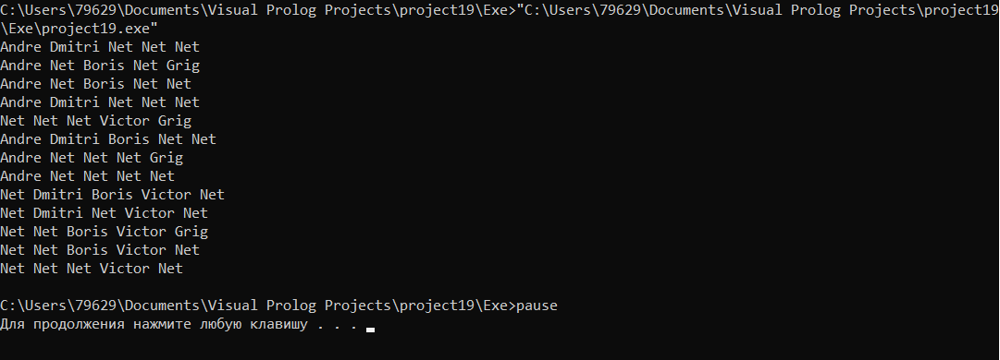 C:\Users\79629\Documents\Visual Prolog Projects\project19\Exe>"C:\Users\79629\Documents\Visual Prolog Projects\project19
\Exe\project19.exe"
Andre Dmitri Net Net Net
Andre Net Boris Net Grig
Andre Net Boris Net Net
Andre Dmitri Net Net Net
Net Net Net Victor Grig
Andre Dmitri Boris Net Net
Andre Net Net Net Grig
Andre Net Net Net Net
Net Dmitri Boris Victor Net
Net Dmitri Net Victor Net
Net Net Boris Victor Grig
Net Net Boris Victor Net
Net Net Net Victor Net
C:\Users\79629\Documents\Visual Prolog Projects\project19\Exe>pause
Для продолжения нажмите любую клавишу . . .